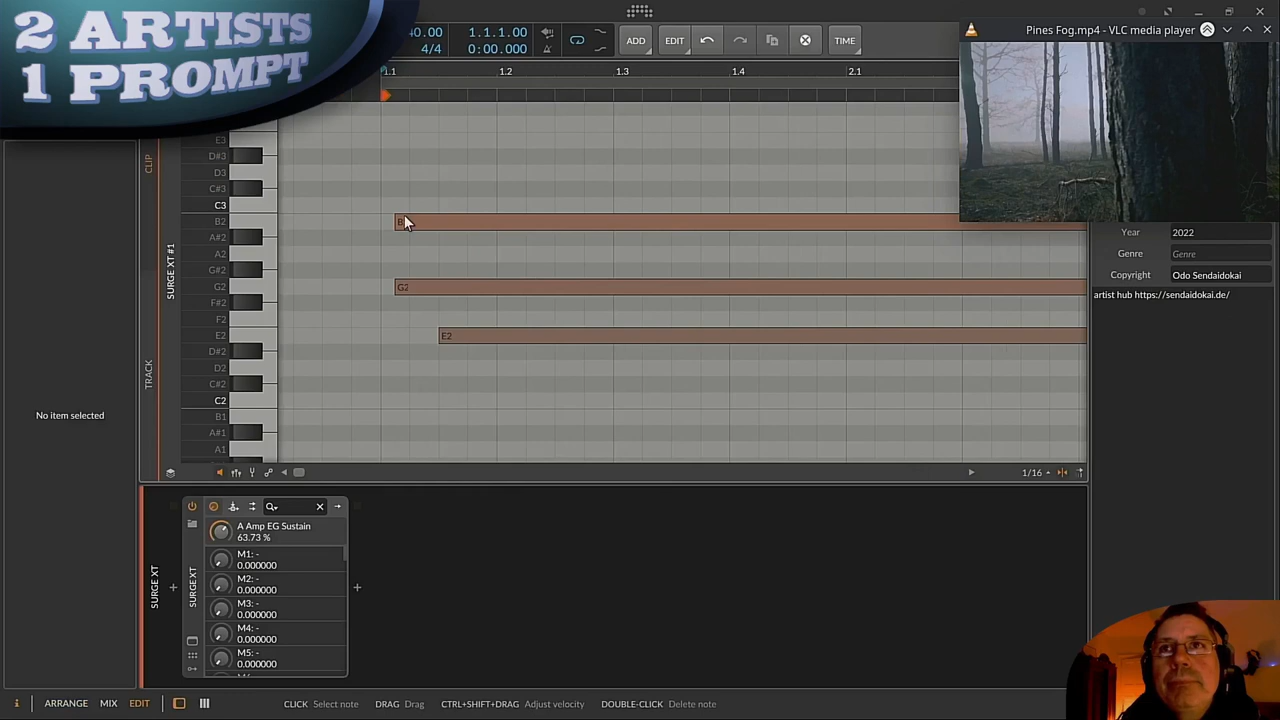 2 ARTISTS
1 PROMPT
40.00
4/4
1.1.1.00
0:00.000
ADD
EDIT
TIME
Pines Fog.mp4 - VLC media player
1.1
1.2
1.3
1.4
2.1
CLIP
TRACK
SURGE XT #1
E3
D#3
D3
C#3
C3
B2
A#2
A2
G#2
G2
F#2
F2
E2
D#2
D2
C#2
C2
B1
A#1
A1
B
G2
E2
Year
2022
Genre
Genre
Copyright
Odo Sendaidokai
artist hub https://sendaidokai.de/
No item selected
1/16
SURGE XT
SURGE XT
A Amp EG Sustain
63.73 %
M1: -
0.000000
M2: -
0.000000
M3: -
0.000000
M4: -
0.000000
M5: -
0.000000
i
ARRANGE
MIX
EDIT
CLICK Select note
DRAG Drag
CTRL+SHIFT+DRAG Adjust velocity
DOUBLE-CLICK Delete note